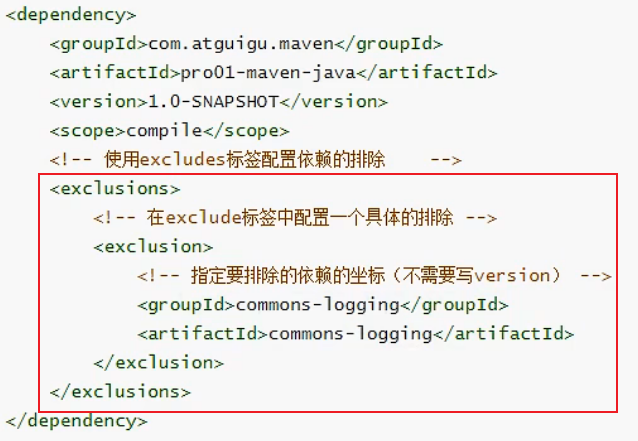 <dependency>
<groupId>com.atguigu.maven</groupId>
<artifactId>pro01-maven-java</artifactId>
<version>1.0-SNAPSHOT</version>
<scope>compile</scope>
<!-- 使用excludes标签配置依赖的排除 -->
<exclusions>
<!-- 在exclude标签中配置一个具体的排除 -->
<exclusion>
<!-- 指定要排除的依赖的坐标（不需要写version） -->
<groupId>commons-logging</groupId>
<artifactId>commons-logging</artifactId>
</exclusion>
</exclusions>
</dependency>